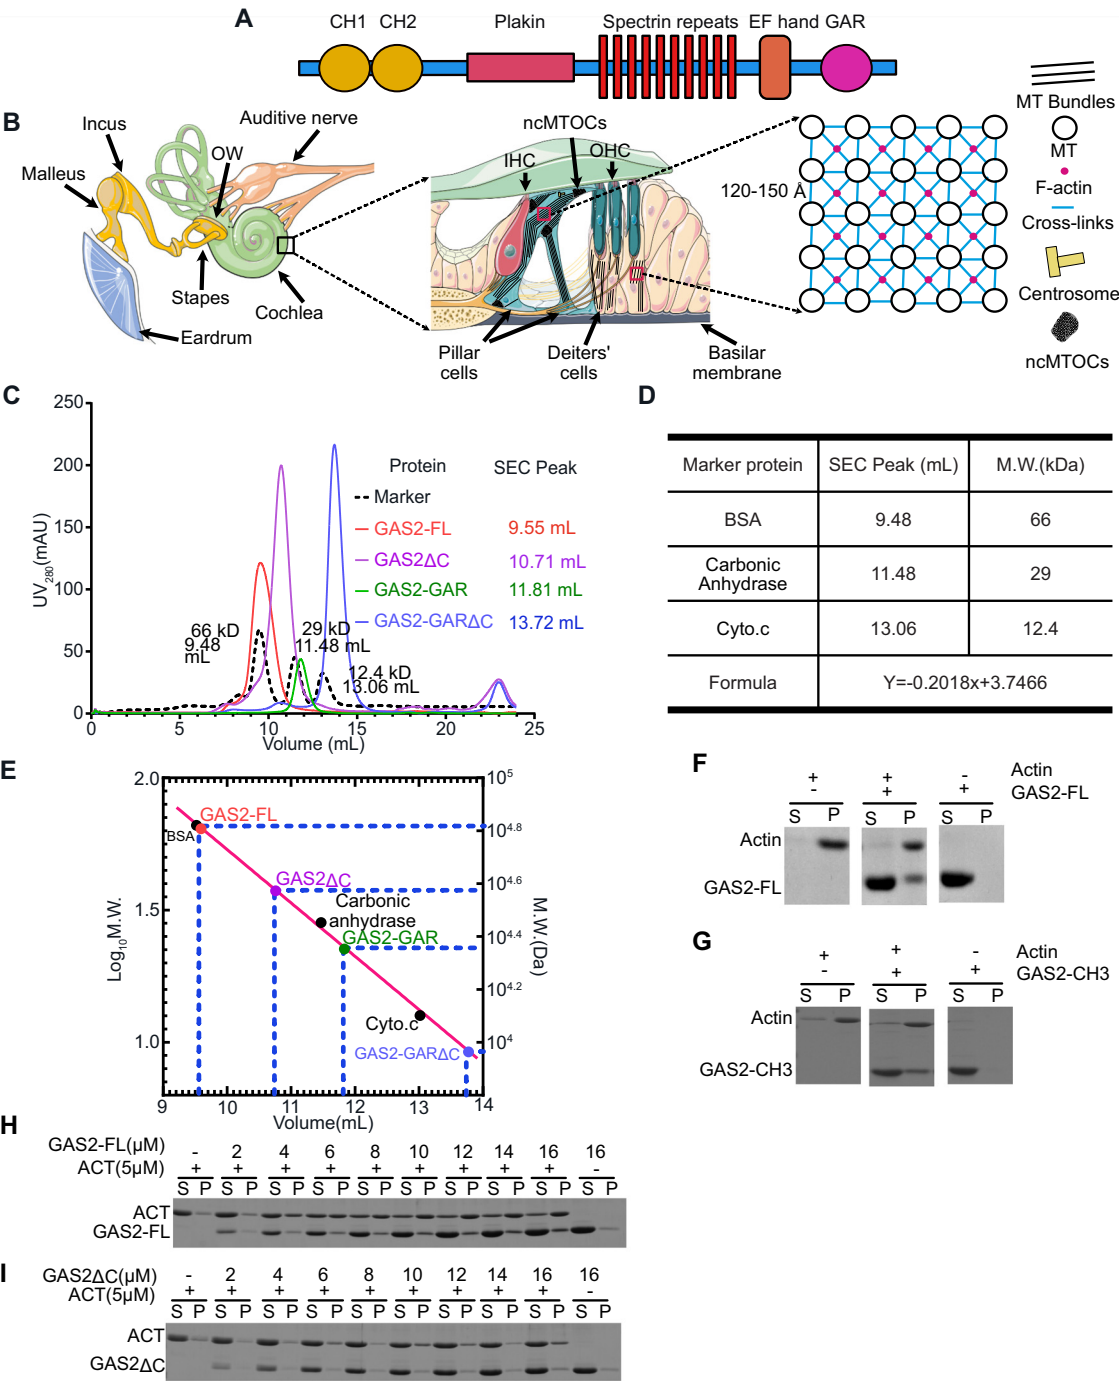 A
CH1 CH2 Plakin Spectrin repeats EF hand GAR
B
Incus
Malleus
OW
Auditive nerve
Stapes
Cochlea
Eardrum
ncMTOCs
IHC
OHC
Pillar
cells
Deiters'
cells
Basilar
membrane
120-150 Å
MT Bundles
MT
F-actin
Cross-links
Centrosome
ncMTOCs
C
UV280(mAU)
250
200
150
100
50
0
0 5 10 15 20 25
Volume (mL)
66 kD
9.48
mL
29 kD
11.48 mL
12.4 kD
13.06 mL
Protein SEC Peak
Marker
GAS2-FL 9.55 mL
GAS2ΔC 10.71 mL
GAS2-GAR 11.81 mL
GAS2-GARΔC 13.72 mL
D
Marker protein SEC Peak (mL) M.W.(kDa)
BSA 9.48 66
Carbonic
Anhydrase 11.48 29
Cyto.c 13.06 12.4
Formula Y=-0.2018x+3.7466
E
Log10M.W.
2.0
1.5
1.0
9 10 11 12 13 14
Volume(mL)
M.W.(Da)
10^5
10^4.8
10^4.6
10^4.4
10^4.2
10^4
BSA
GAS2-FL
GAS2ΔC
Carbonic
anhydrase
GAS2-GAR
Cyto.c
GAS2-GARΔC
F
+ + - Actin
- + + GAS2-FL
S P S P S P
Actin
GAS2-FL
G
+ + - Actin
- + + GAS2-CH3
S P S P S P
Actin
GAS2-CH3
H
GAS2-FL(μM) - 2 4 6 8 10 12 14 16 16
ACT(5μM) + + + + + + + + + -
S P S P S P S P S P S P S P S P S P S P
ACT
GAS2-FL
I
GAS2ΔC(μM) - 2 4 6 8 10 12 14 16 16
ACT(5μM) + + + + + + + + + -
S P S P S P S P S P S P S P S P S P S P
ACT
GAS2ΔC